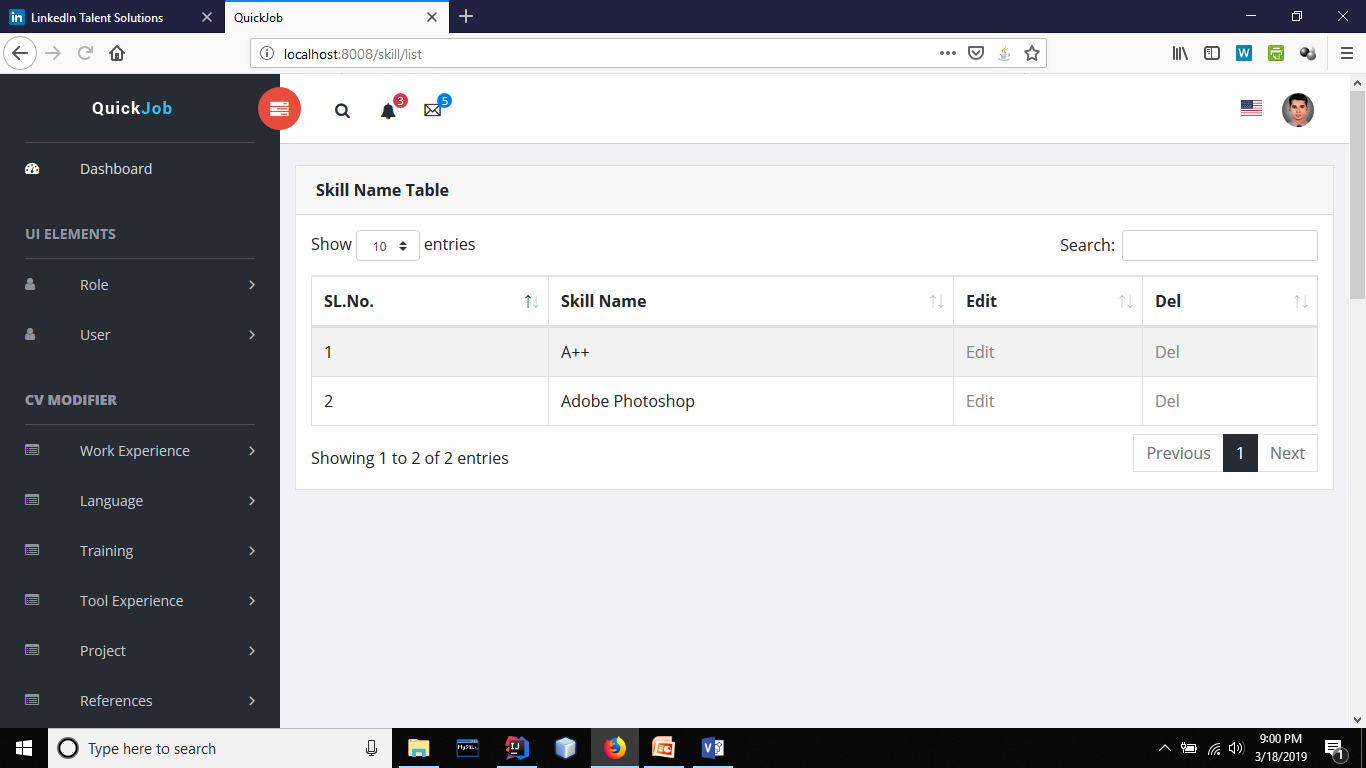 LinkedIn Talent Solutions
QuickJob
localhost:8008/skill/list
W
QuickJob
3
5
Dashboard
UI ELEMENTS
Role
User
CV MODIFIER
Work Experience
Language
Training
Tool Experience
Project
References
Skill Name Table
Show 10 entries
Search:
SL.No. Skill Name Edit Del
1 A++ Edit Del
2 Adobe Photoshop Edit Del
Showing 1 to 2 of 2 entries
Previous 1 Next
Type here to search
9:00 PM
3/18/2019
1